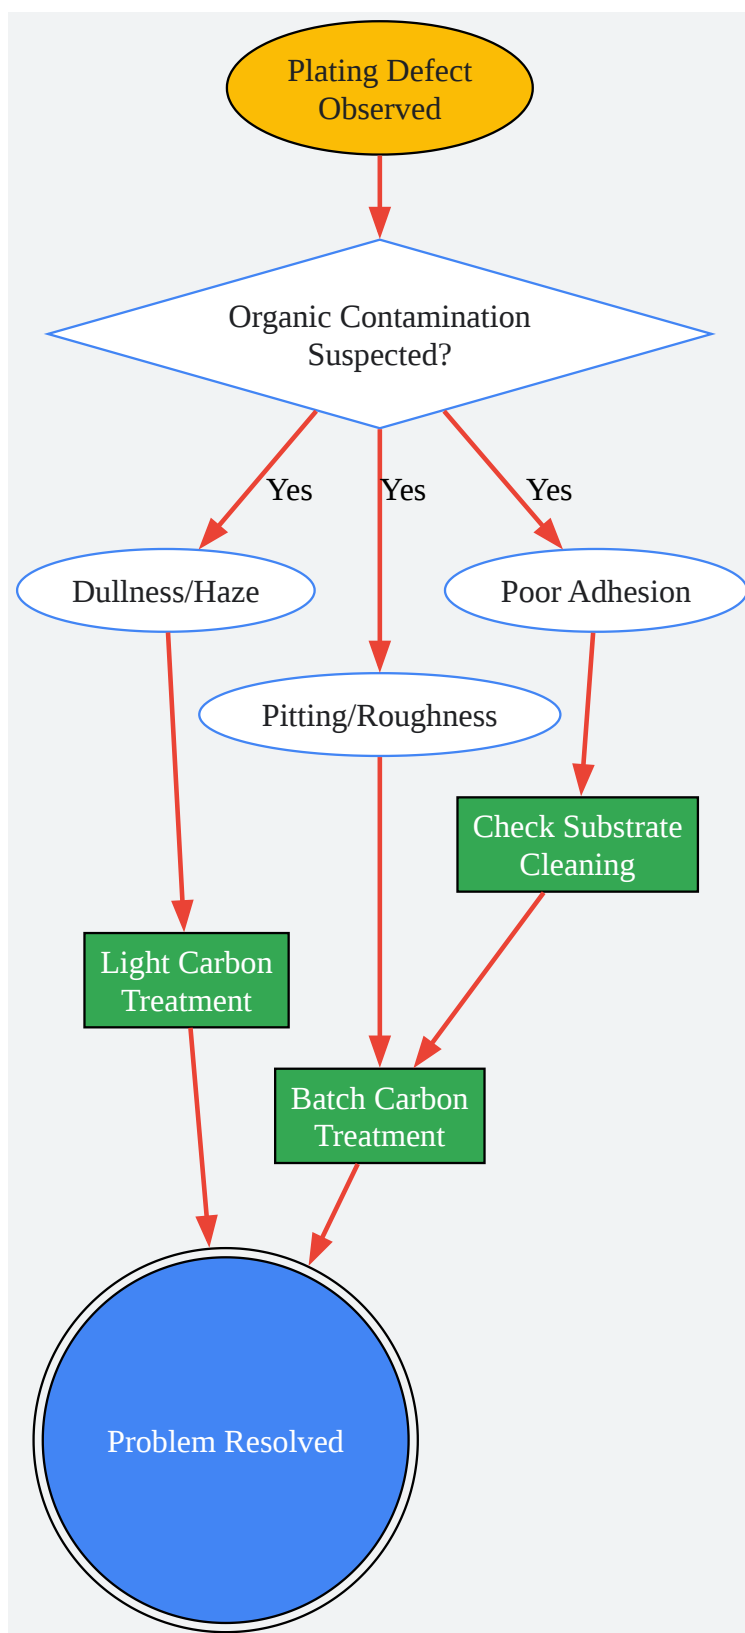 Plating Defect
Observed
Organic Contamination
Suspected?
Yes
Yes
Yes
Dullness/Haze
Poor Adhesion
Pitting/Roughness
Check Substrate
Cleaning
Light Carbon
Treatment
Batch Carbon
Treatment
Problem Resolved